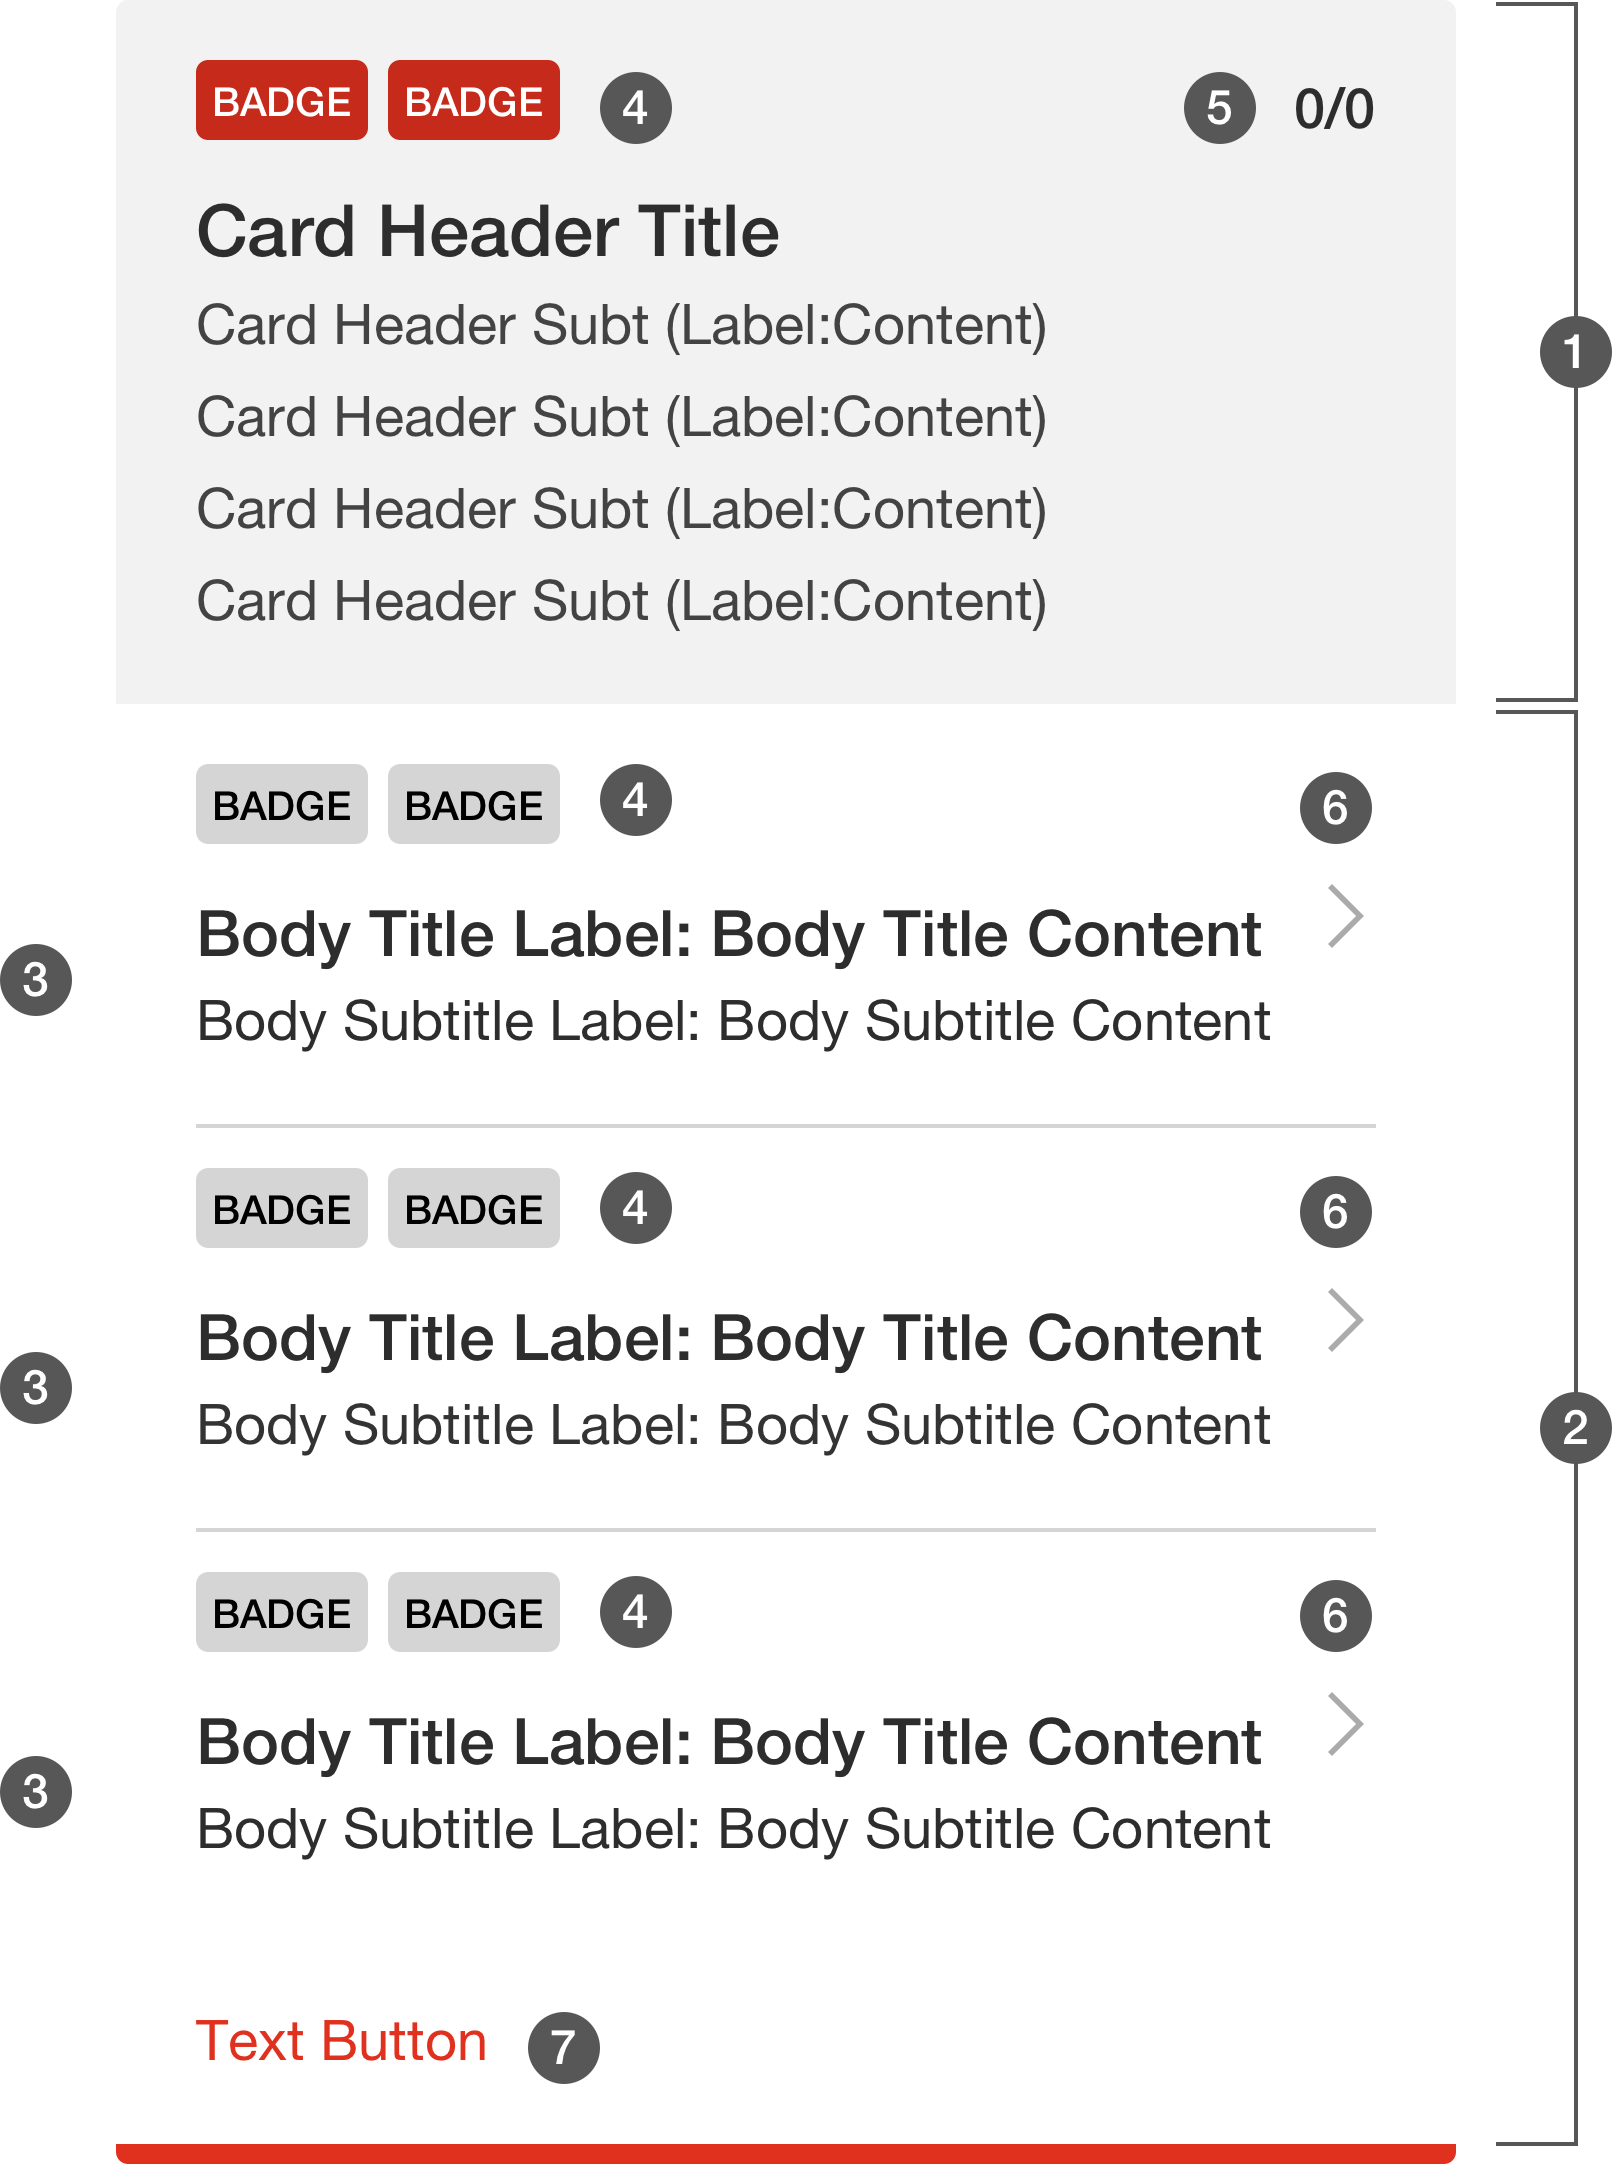 BADGE BADGE 4 5 0/0
Card Header Title
Card Header Subt (Label:Content)
1
Card Header Subt (Label:Content)
Card Header Subt (Label:Content)
Card Header Subt (Label:Content)
BADGE BADGE 4 6
Body Title Label: Body Title Content
3
Body Subtitle Label: Body Subtitle Content
BADGE BADGE 4 6
Body Title Label: Body Title Content
3
Body Subtitle Label: Body Subtitle Content
2
BADGE BADGE 4 6
Body Title Label: Body Title Content
3
Body Subtitle Label: Body Subtitle Content
Text Button 7